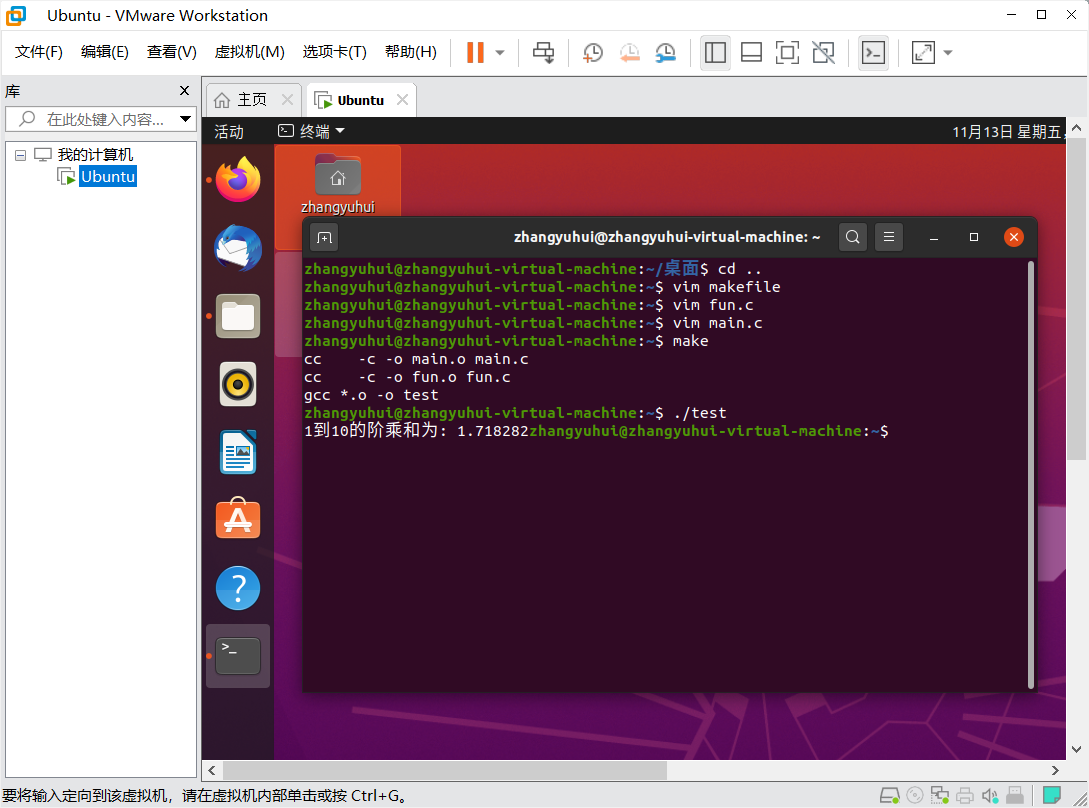 Ubuntu - VMware Workstation
文件(F) 编辑(E) 查看(V) 虚拟机(M) 选项卡(T) 帮助(H)
库
在此处键入内容...
我的计算机
Ubuntu
主页
Ubuntu
活动
终端
11月13日 星期五,
zhangyuhui
zhangyuhui@zhangyuhui-virtual-machine: ~
zhangyuhui@zhangyuhui-virtual-machine:~/桌面$ cd ..
zhangyuhui@zhangyuhui-virtual-machine:~$ vim makefile
zhangyuhui@zhangyuhui-virtual-machine:~$ vim fun.c
zhangyuhui@zhangyuhui-virtual-machine:~$ vim main.c
zhangyuhui@zhangyuhui-virtual-machine:~$ make
cc    -c -o main.o main.c
cc    -c -o fun.o fun.c
gcc *.o -o test
zhangyuhui@zhangyuhui-virtual-machine:~$ ./test
1到10的阶乘和为: 1.718282zhangyuhui@zhangyuhui-virtual-machine:~$
要将输入定向到该虚拟机，请在虚拟机内部单击或按 Ctrl+G。